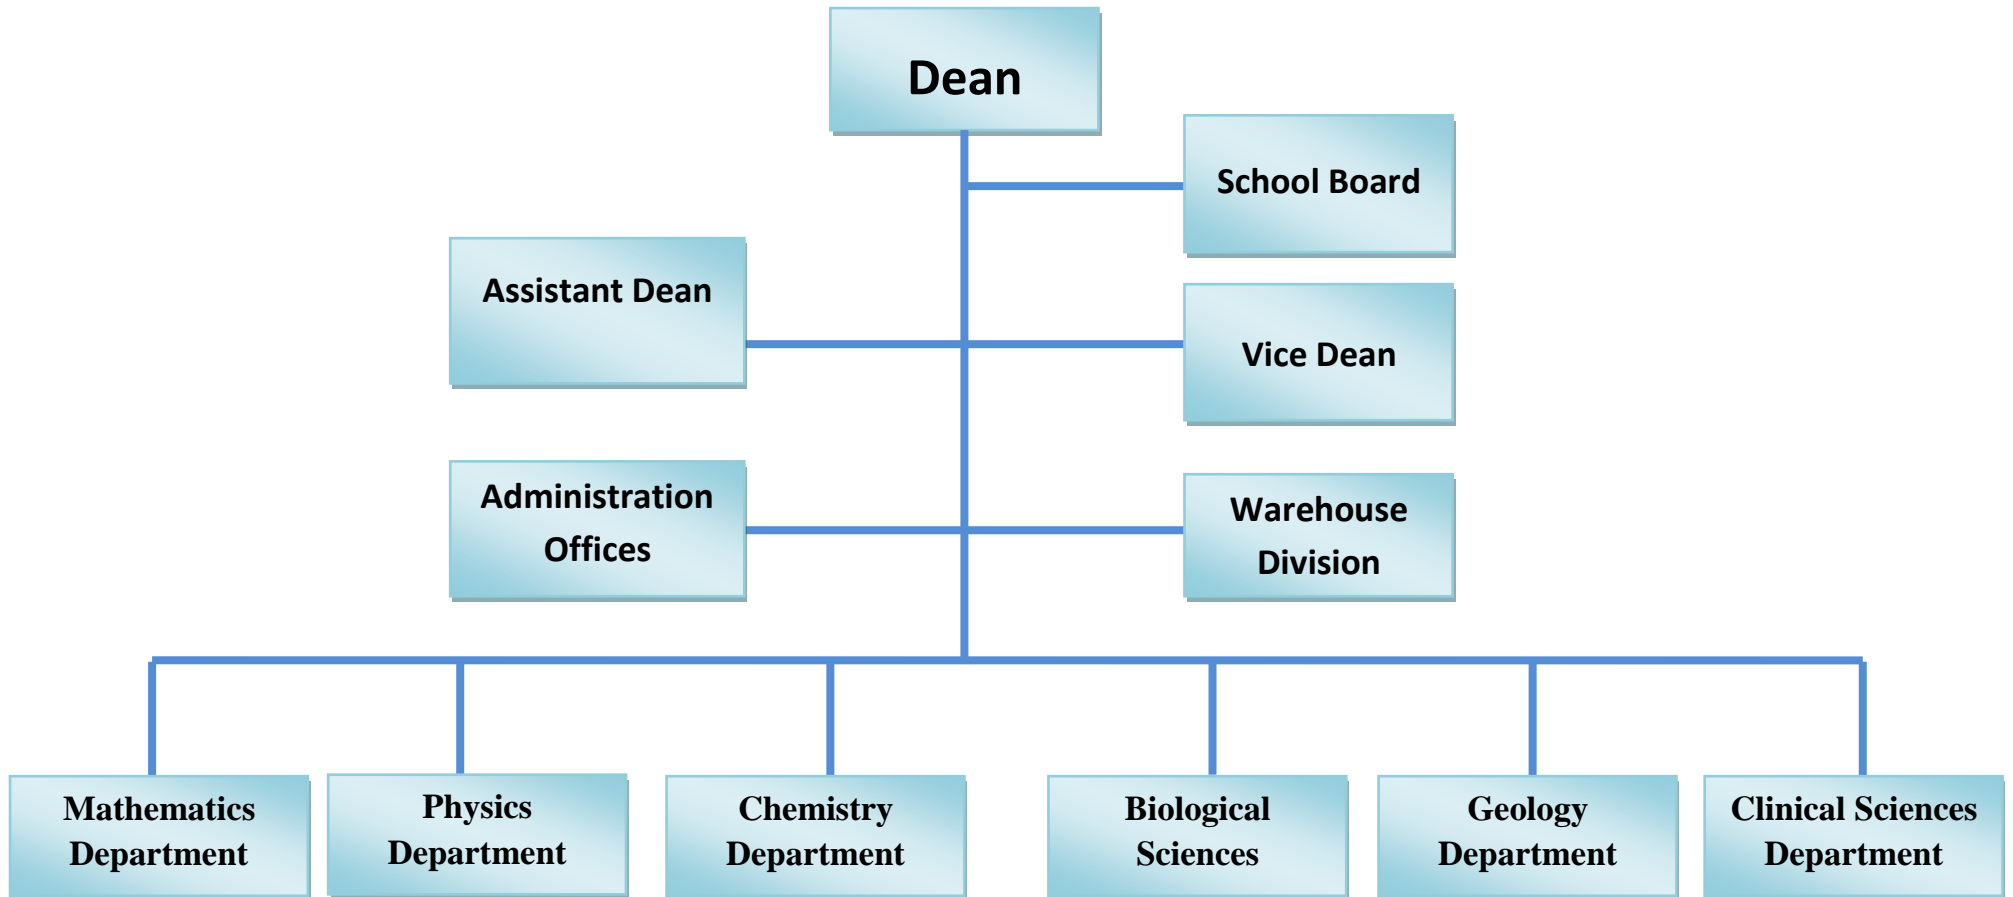 Dean
School Board
Assistant Dean
Vice Dean
Administration
Offices
Warehouse
Division
Mathematics
Department
Physics
Department
Chemistry
Department
Biological
Sciences
Geology
Department
Clinical Sciences
Department